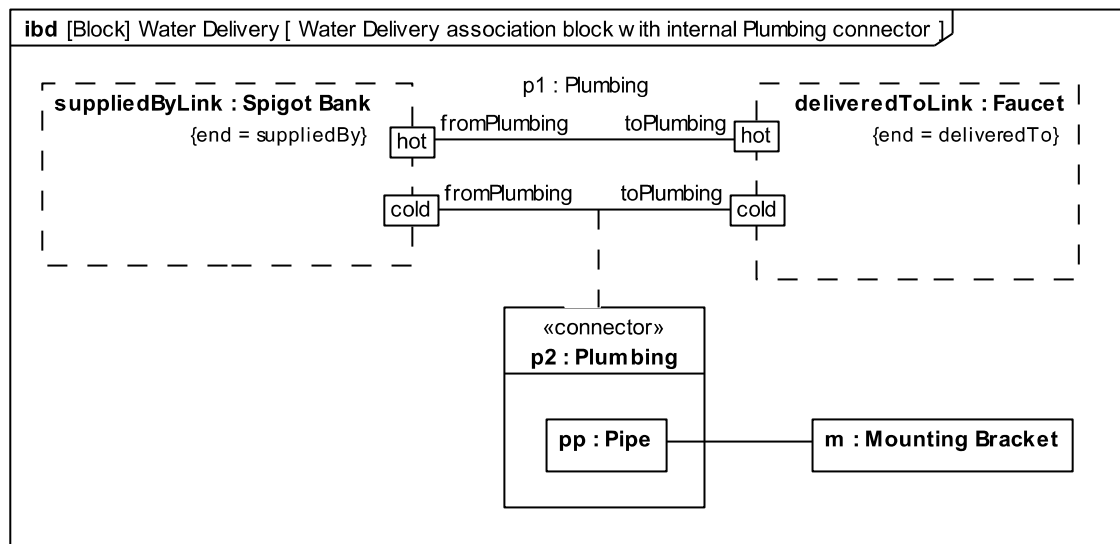 ibd [Block] Water Delivery [ Water Delivery association block with internal Plumbing connector ]
p1 : Plumbing
suppliedByLink : Spigot Bank
deliveredToLink : Faucet
{end = suppliedBy}
{end = deliveredTo}
hot
fromPlumbing
toPlumbing
hot
cold
fromPlumbing
toPlumbing
cold
«connector»
p2 : Plumbing
pp : Pipe
m : Mounting Bracket